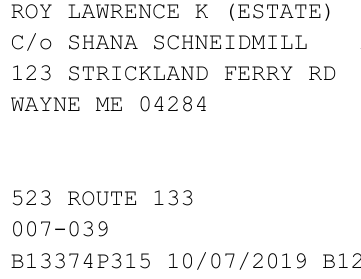 ROY LAWRENCE K (ESTATE)
C/o SHANA SCHNEIDMILL
123 STRICKLAND FERRY RD
WAYNE ME 04284
523 ROUTE 133
007-039
B13374P315 10/07/2019 B12